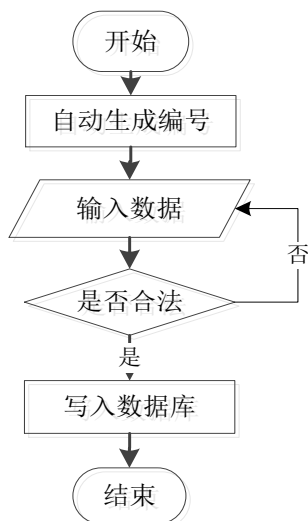 开始
自动生成编号
输入数据
否
是否合法
是
写入数据库
结束